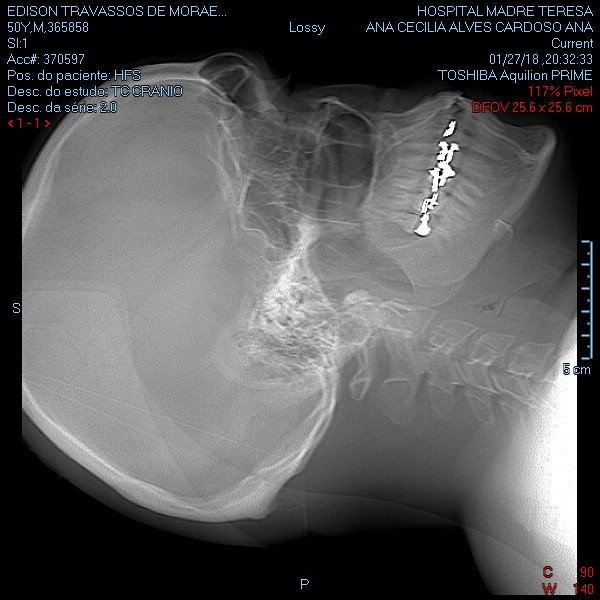 EDISON TRAVASSOS DE MORAE...
50Y,M,365858
Sl:1
Acc#: 370597
Pos. do paciente: HFS
Desc. do estudo: TC CRANIO
Desc. da série: 2.0
<1-1>
Lossy
HOSPITAL MADRE TERESA
ANA CECILIA ALVES CARDOSO ANA
Current
01/27/18 ,20:32:33
TOSHIBA Aquilion PRIME
117% Pixel
DFOV 25.6 x 25.6 cm
S
5 cm
P
C 90
W 140